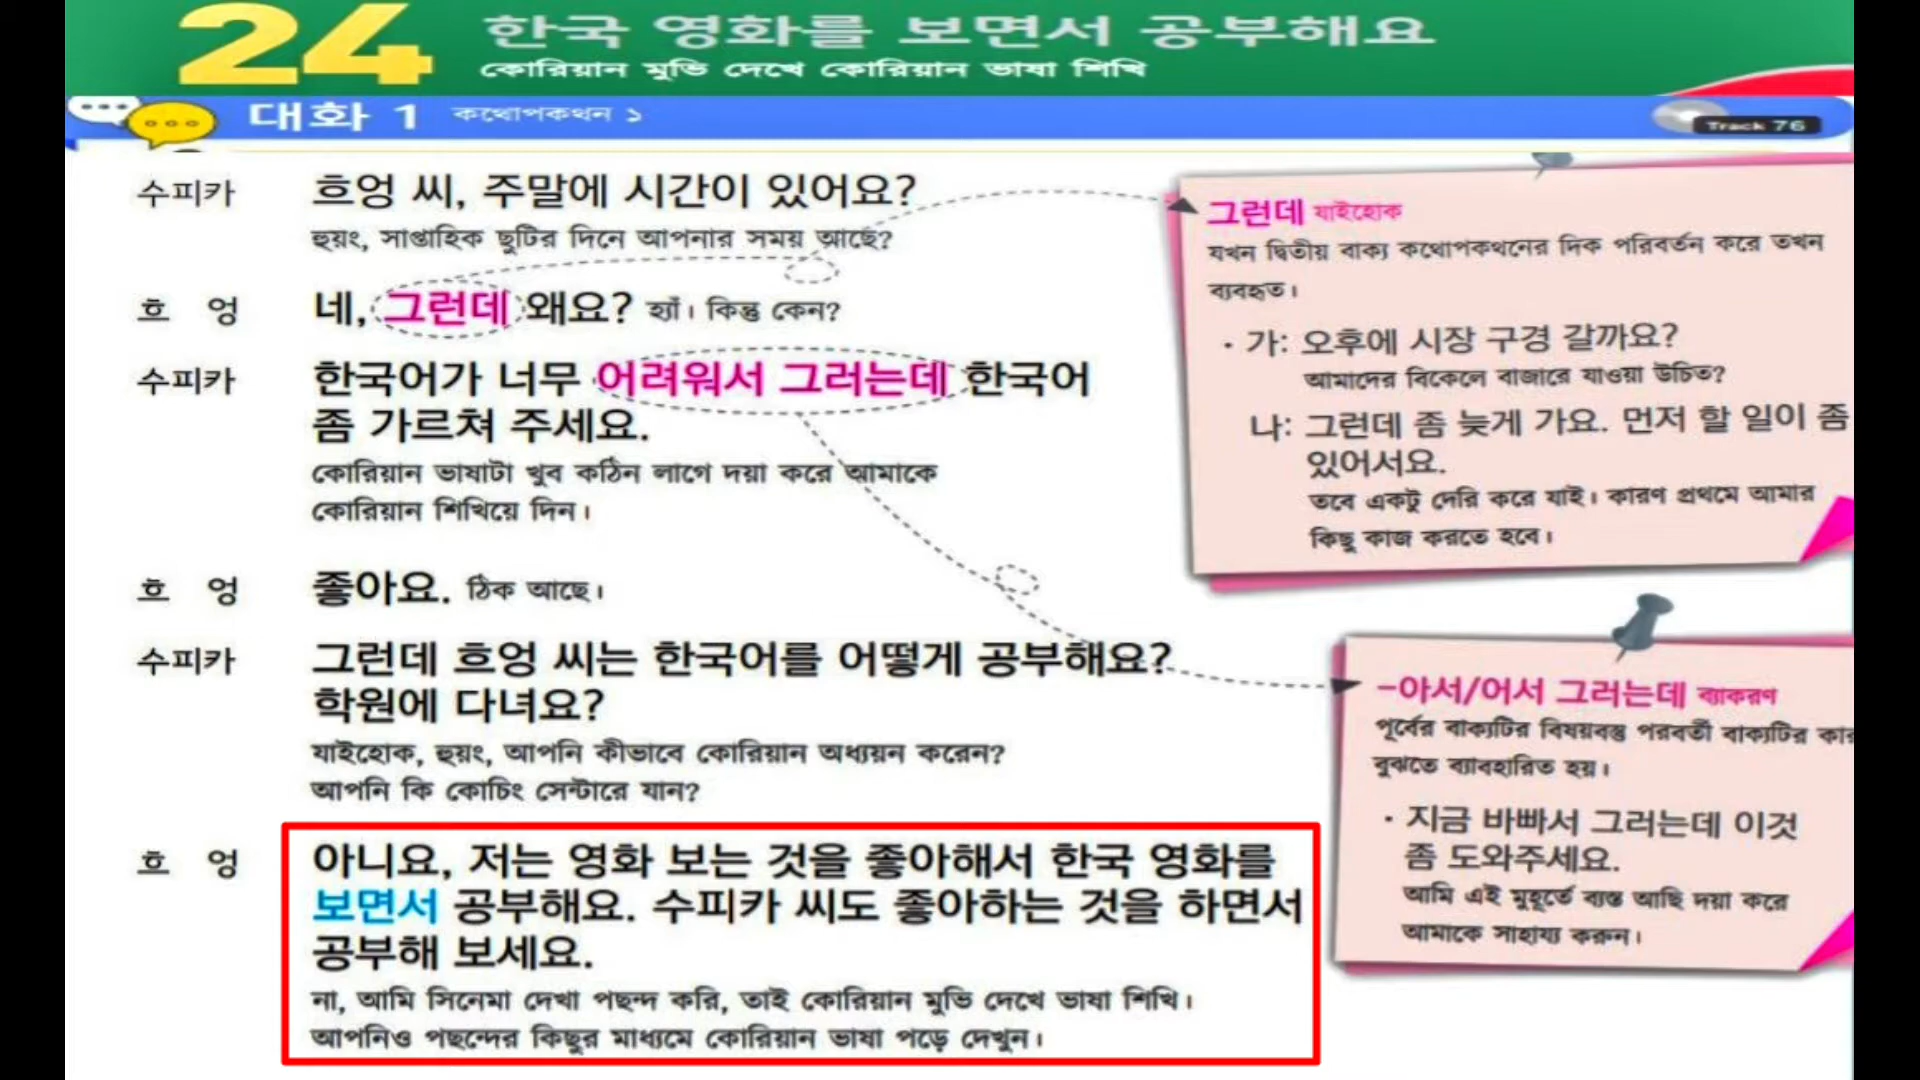 24
한국 영화를 보면서 공부해요
কোরিয়ান মুভি দেখে কোরিয়ান ভাষা শিখি
대화 1 কথোপকথন ১
Track 76
수피카 흐엉 씨, 주말에 시간이 있어요?
হুয়ং, সাপ্তাহিক ছুটির দিনে আপনার সময় আছে?
흐 엉 네, 그런데 왜요? হ্যাঁ। কিন্তু কেন?
수피카 한국어가 너무 어려워서 그러는데 한국어
좀 가르쳐 주세요.
কোরিয়ান ভাষাটা খুব কঠিন লাগে দয়া করে আমাকে
কোরিয়ান শিখিয়ে দিন।
흐 엉 좋아요. ঠিক আছে।
수피카 그런데 흐엉 씨는 한국어를 어떻게 공부해요?
학원에 다녀요?
যাইহোক, হুয়ং, আপনি কীভাবে কোরিয়ান অধ্যয়ন করেন?
আপনি কি কোচিং সেন্টারে যান?
흐 엉 아니요, 저는 영화 보는 것을 좋아해서 한국 영화를
보면서 공부해요. 수피카 씨도 좋아하는 것을 하면서
공부해 보세요.
না, আমি সিনেমা দেখা পছন্দ করি, তাই কোরিয়ান মুভি দেখে ভাষা শিখি।
আপনিও পছন্দের কিছুর মাধ্যমে কোরিয়ান ভাষা পড়ে দেখুন।
그런데 যাইহোক
যখন দ্বিতীয় বাক্য কথোপকথনের দিক পরিবর্তন করে তখন
ব্যবহৃত।
• 가: 오후에 시장 구경 갈까요?
আমাদের বিকেলে বাজারে যাওয়া উচিত?
나: 그런데 좀 늦게 가요. 먼저 할 일이 좀
있어서요.
তবে একটু দেরি করে যাই। কারণ প্রথমে আমার
কিছু কাজ করতে হবে।
-아서/어서 그러는데 ব্যাকরণ
পূর্বের বাক্যটির বিষয়বস্তু পরবর্তী বাক্যটির
বুঝতে ব্যাবহারিত হয়।
• 지금 바빠서 그러는데 이것
좀 도와주세요.
আমি এই মুহূর্তে ব্যস্ত আছি দয়া করে
আমাকে সাহায্য করুন।